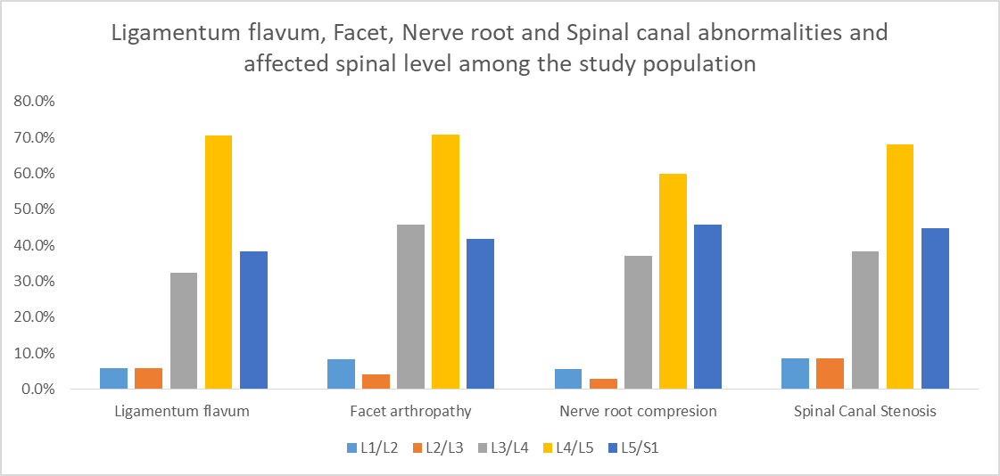 Ligamentum flavum, Facet, Nerve root and Spinal canal abnormalities and
affected spinal level among the study population
80.0%
70.0%
60.0%
50.0%
40.0%
30.0%
20.0%
10.0%
0.0%
Ligamentum flavum
Facet arthropathy
Nerve root compresion
Spinal Canal Stenosis
L1/L2
L2/L3
L3/L4
L4/L5
L5/S1